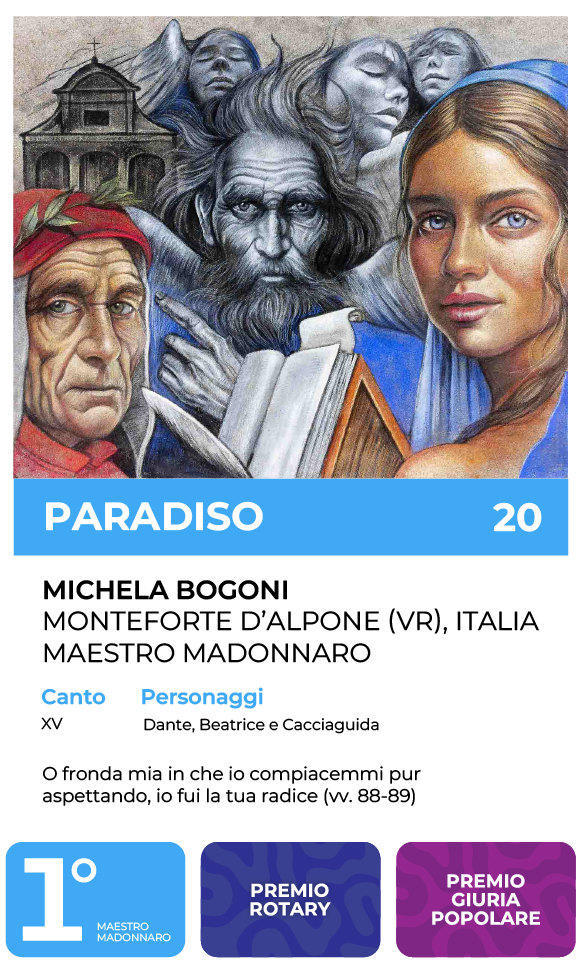 PARADISO 20
MICHELA BOGONI
MONTEFORTE D’ALPONE (VR), ITALIA
MAESTRO MADONNARO
Canto Personaggi
XV Dante, Beatrice e Cacciaguida
O fronda mia in che io compiacemmi pur
aspettando, io fui la tua radice (vv. 88-89)
1°
MAESTRO
MADONNARO
PREMIO
ROTARY
PREMIO
GIURIA
POPOLARE